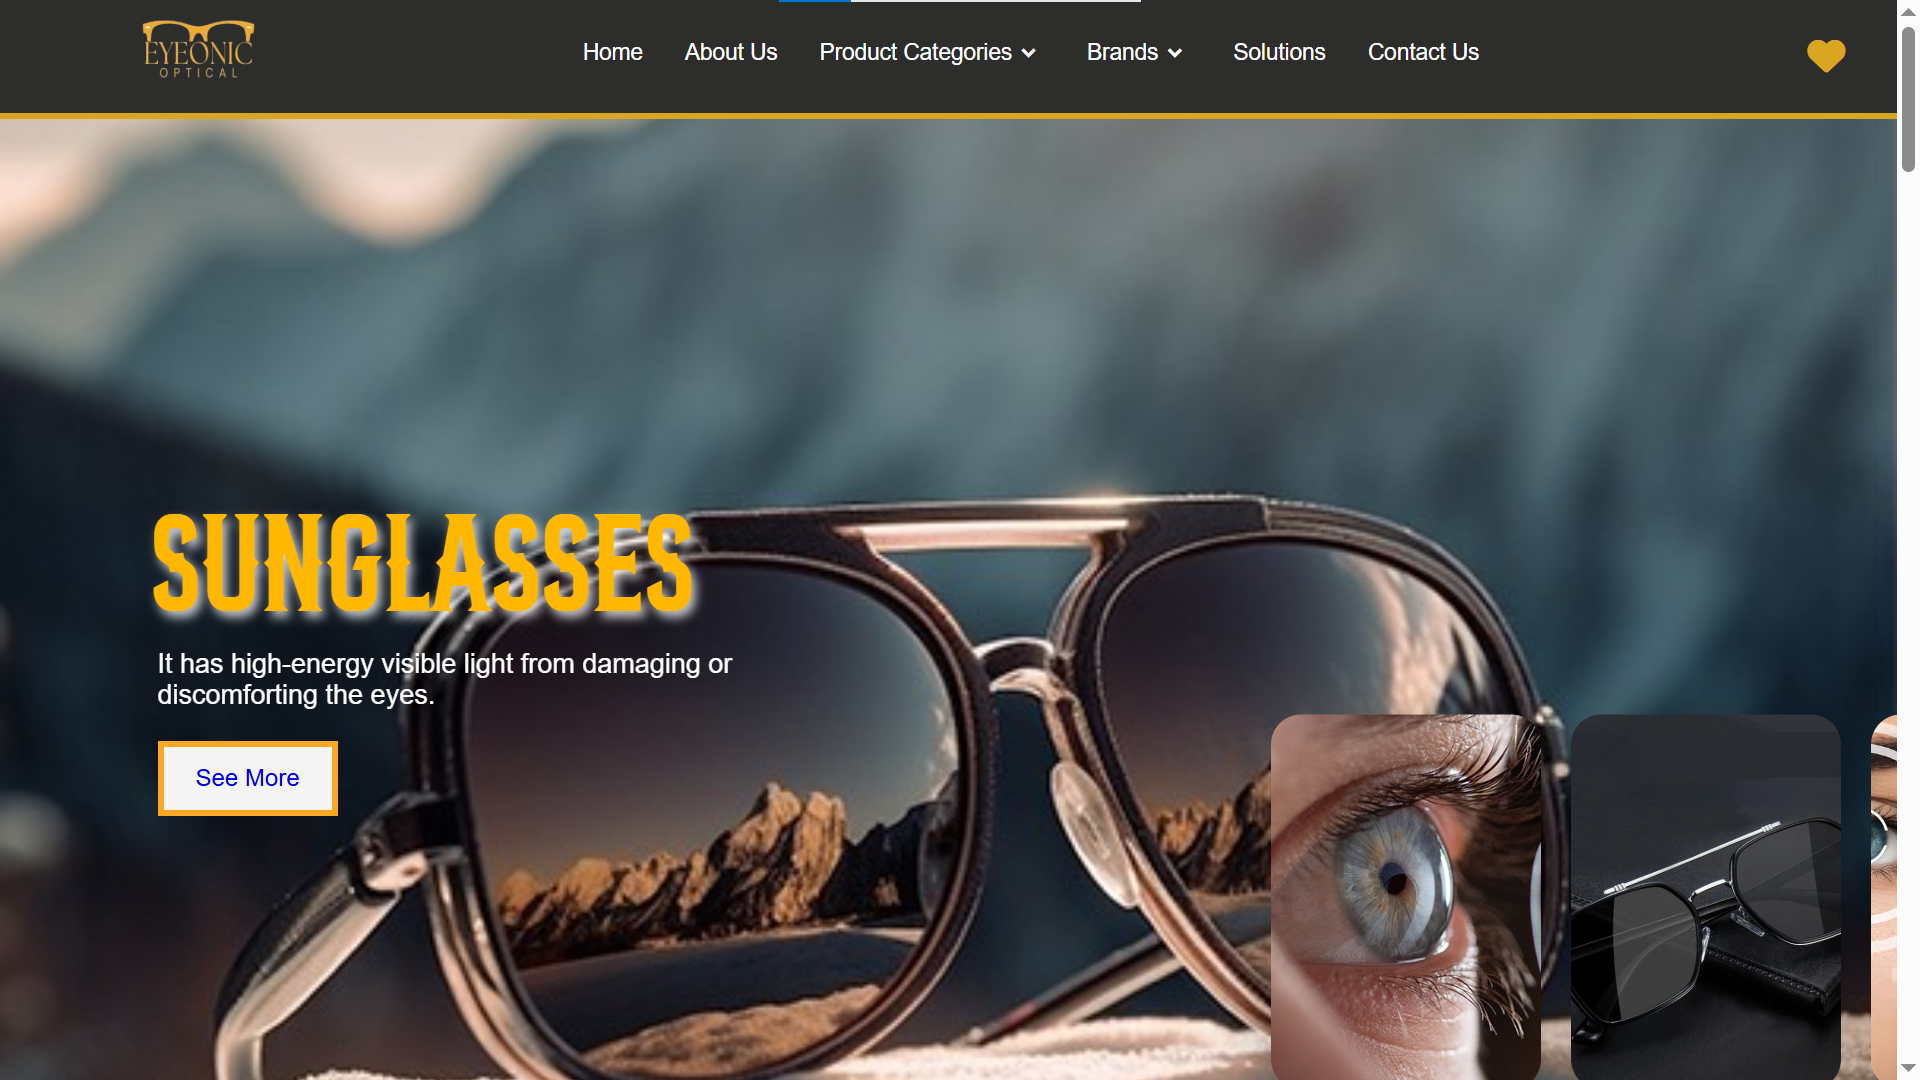 EYEONIC
OPTICAL
Home
About Us
Product Categories
Brands
Solutions
Contact Us
SUNGLASSES
It has high-energy visible light from damaging or
discomforting the eyes.
See More